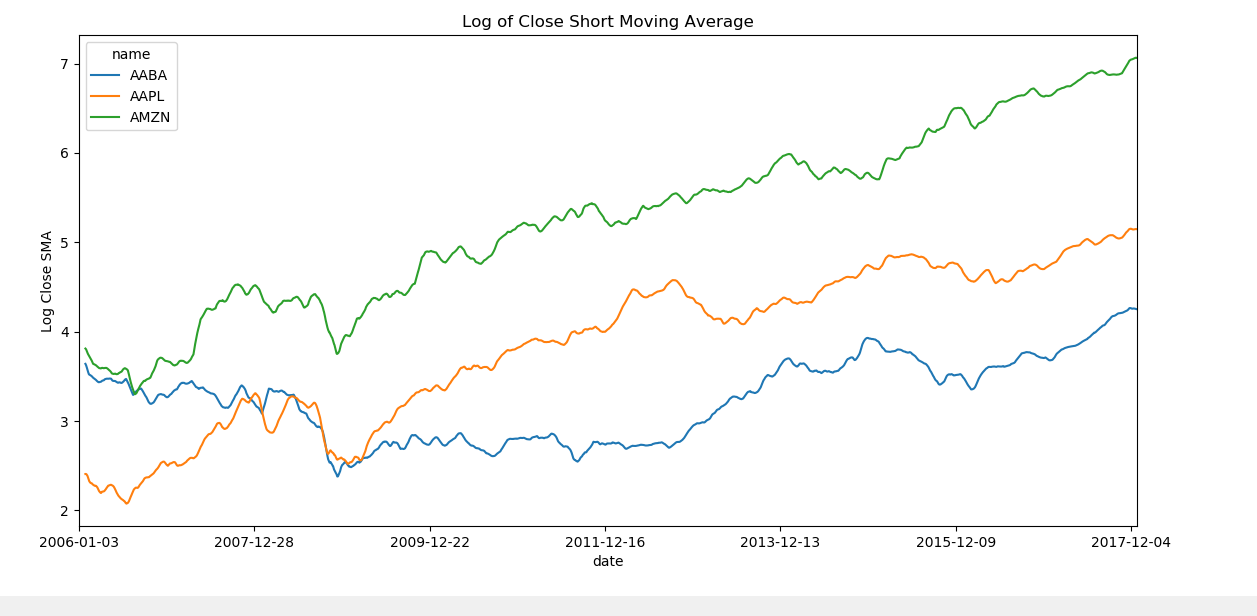 Log of Close Short Moving Average
name
AABA
AAPL
AMZN
Log Close SMA
7
6
5
4
3
2
2006-01-03 2007-12-28 2009-12-22 2011-12-16 2013-12-13 2015-12-09 2017-12-04
date